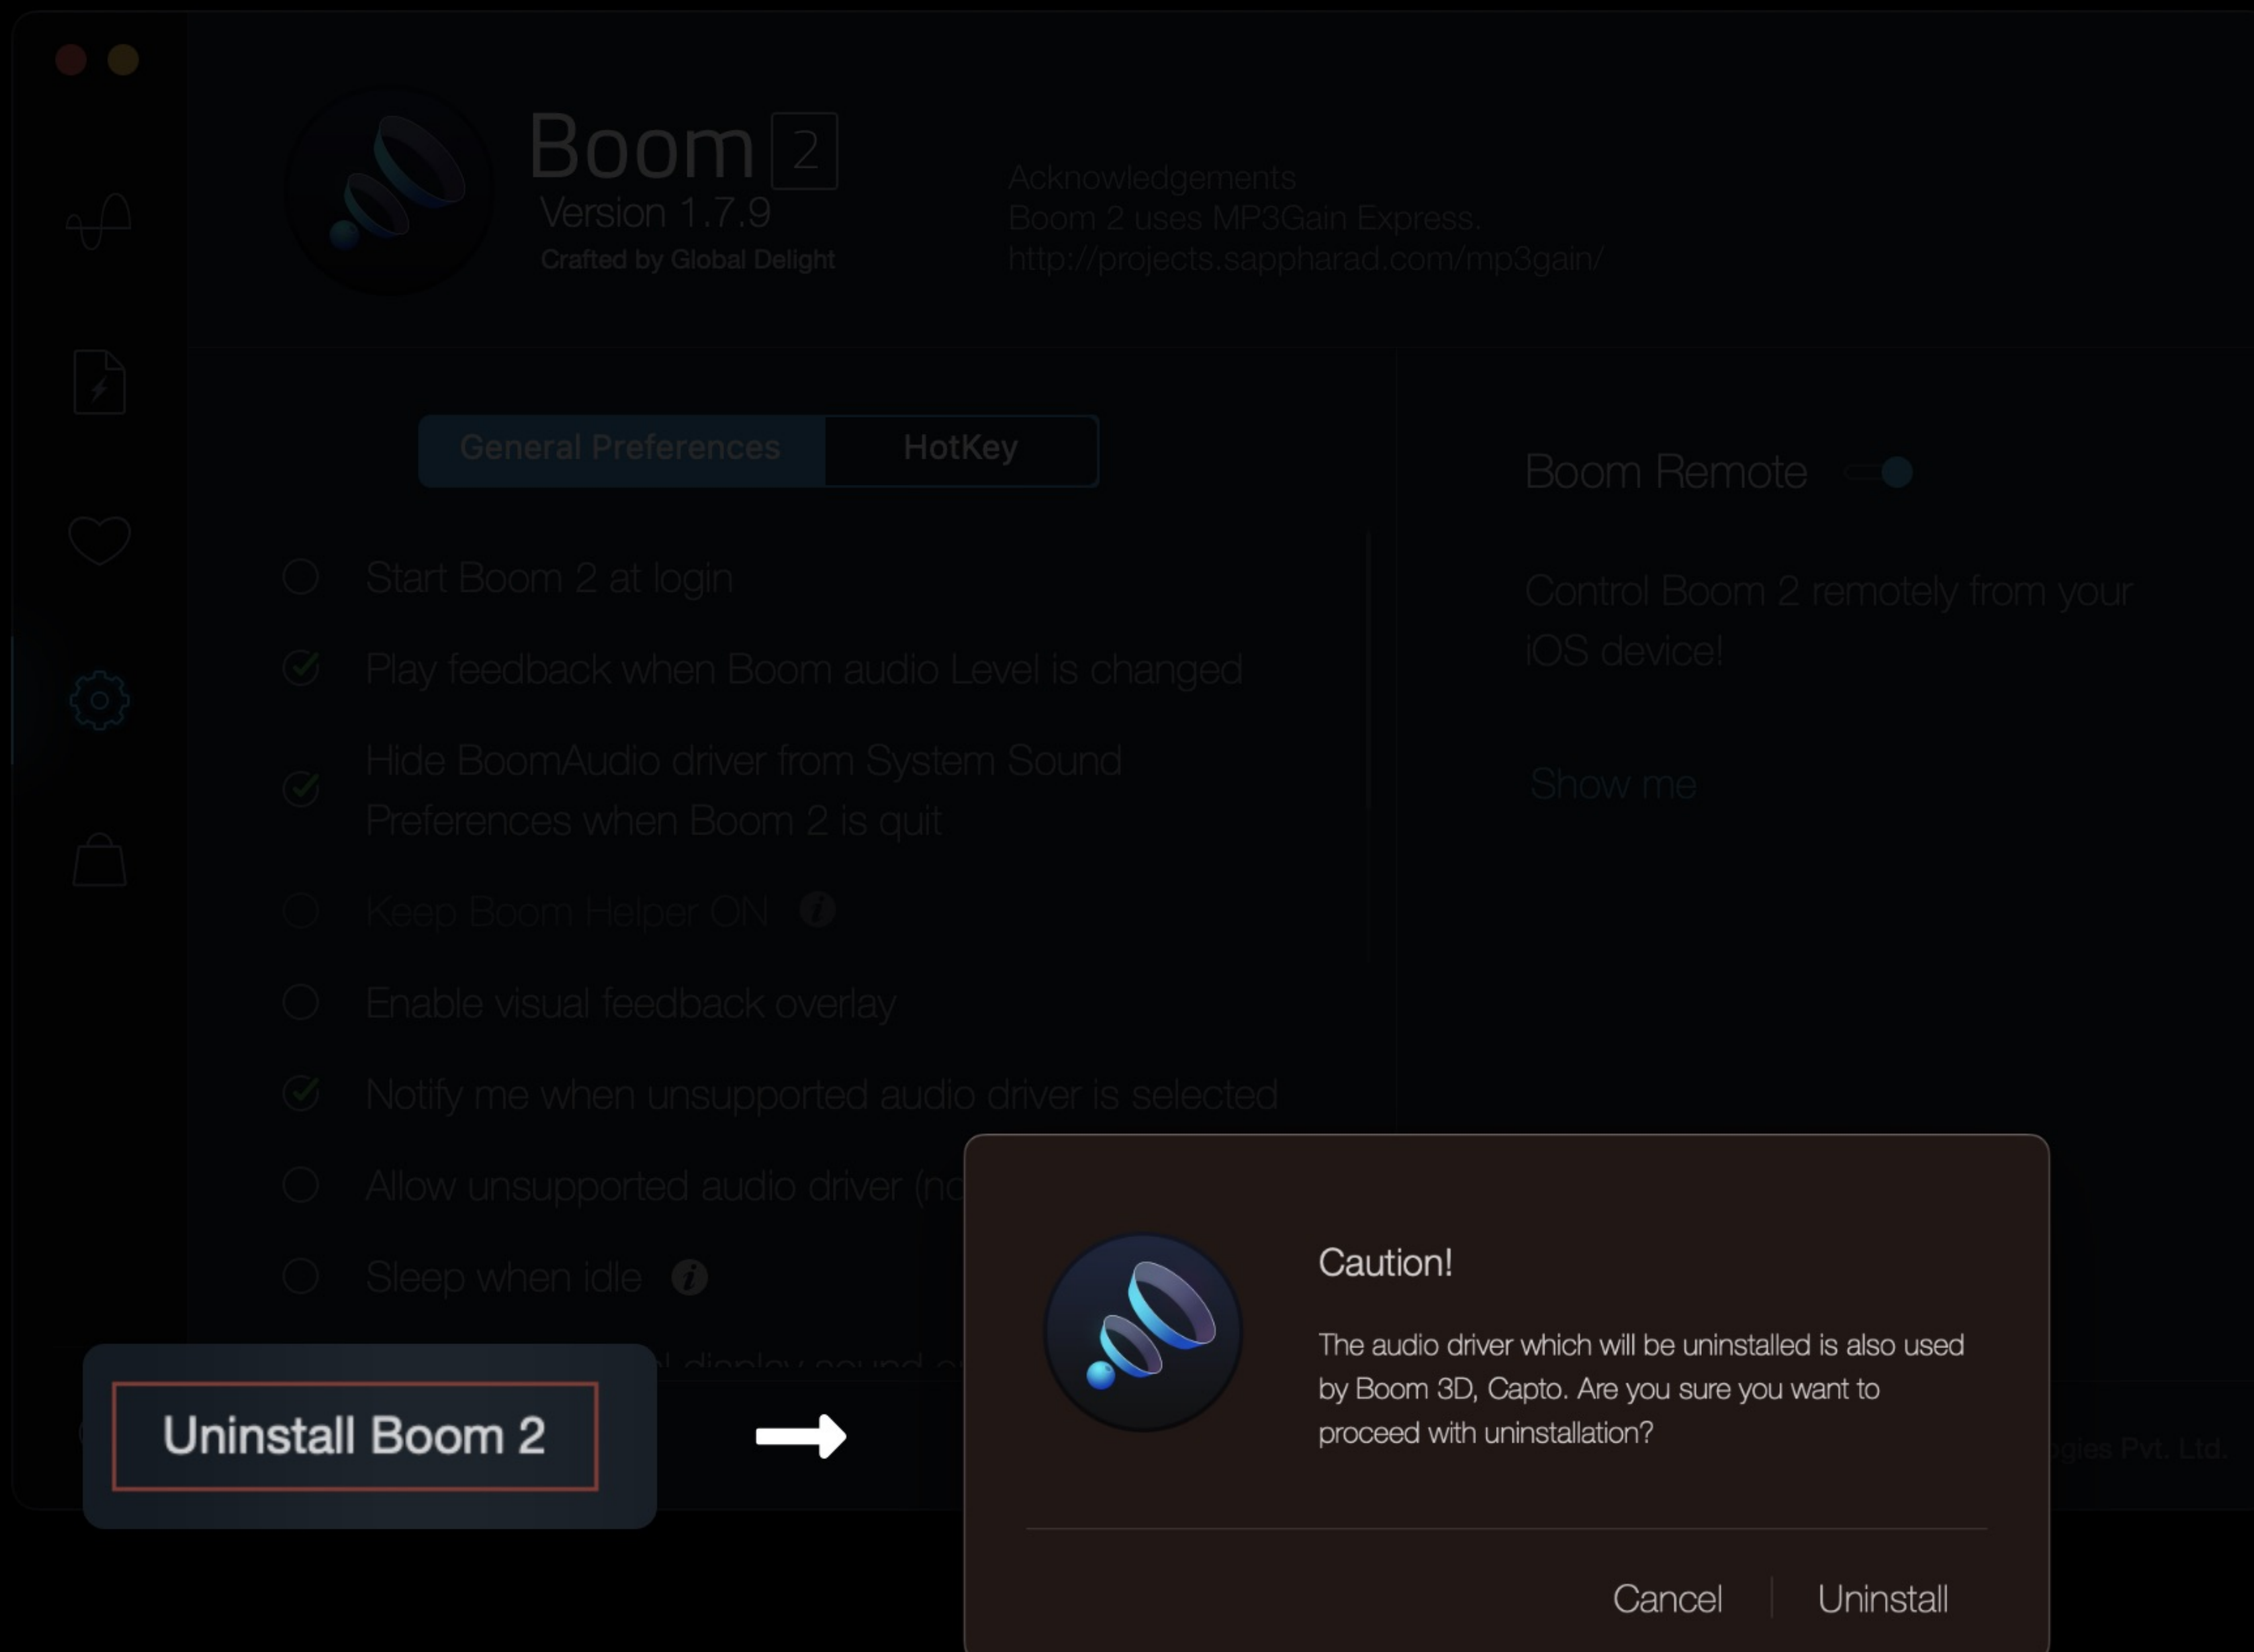 Boom 2
Version 1.7.9
Crafted by Global Delight
Acknowledgements
Boom 2 uses MP3Gain Express.
http://projects.sappharad.com/mp3gain/
General Preferences
HotKey
Start Boom 2 at login
Play feedback when Boom audio Level is changed
Hide BoomAudio driver from System Sound
Preferences when Boom 2 is quit
Keep Boom Helper ON
Enable visual feedback overlay
Notify me when unsupported audio driver is selected
Allow unsupported audio driver
Sleep when idle
Boom Remote
Control Boom 2 remotely from your
iOS device!
Show me
Uninstall Boom 2
Caution!
The audio driver which will be uninstalled is also used
by Boom 3D, Capto. Are you sure you want to
proceed with uninstallation?
Cancel
Uninstall
Pvt. Ltd.